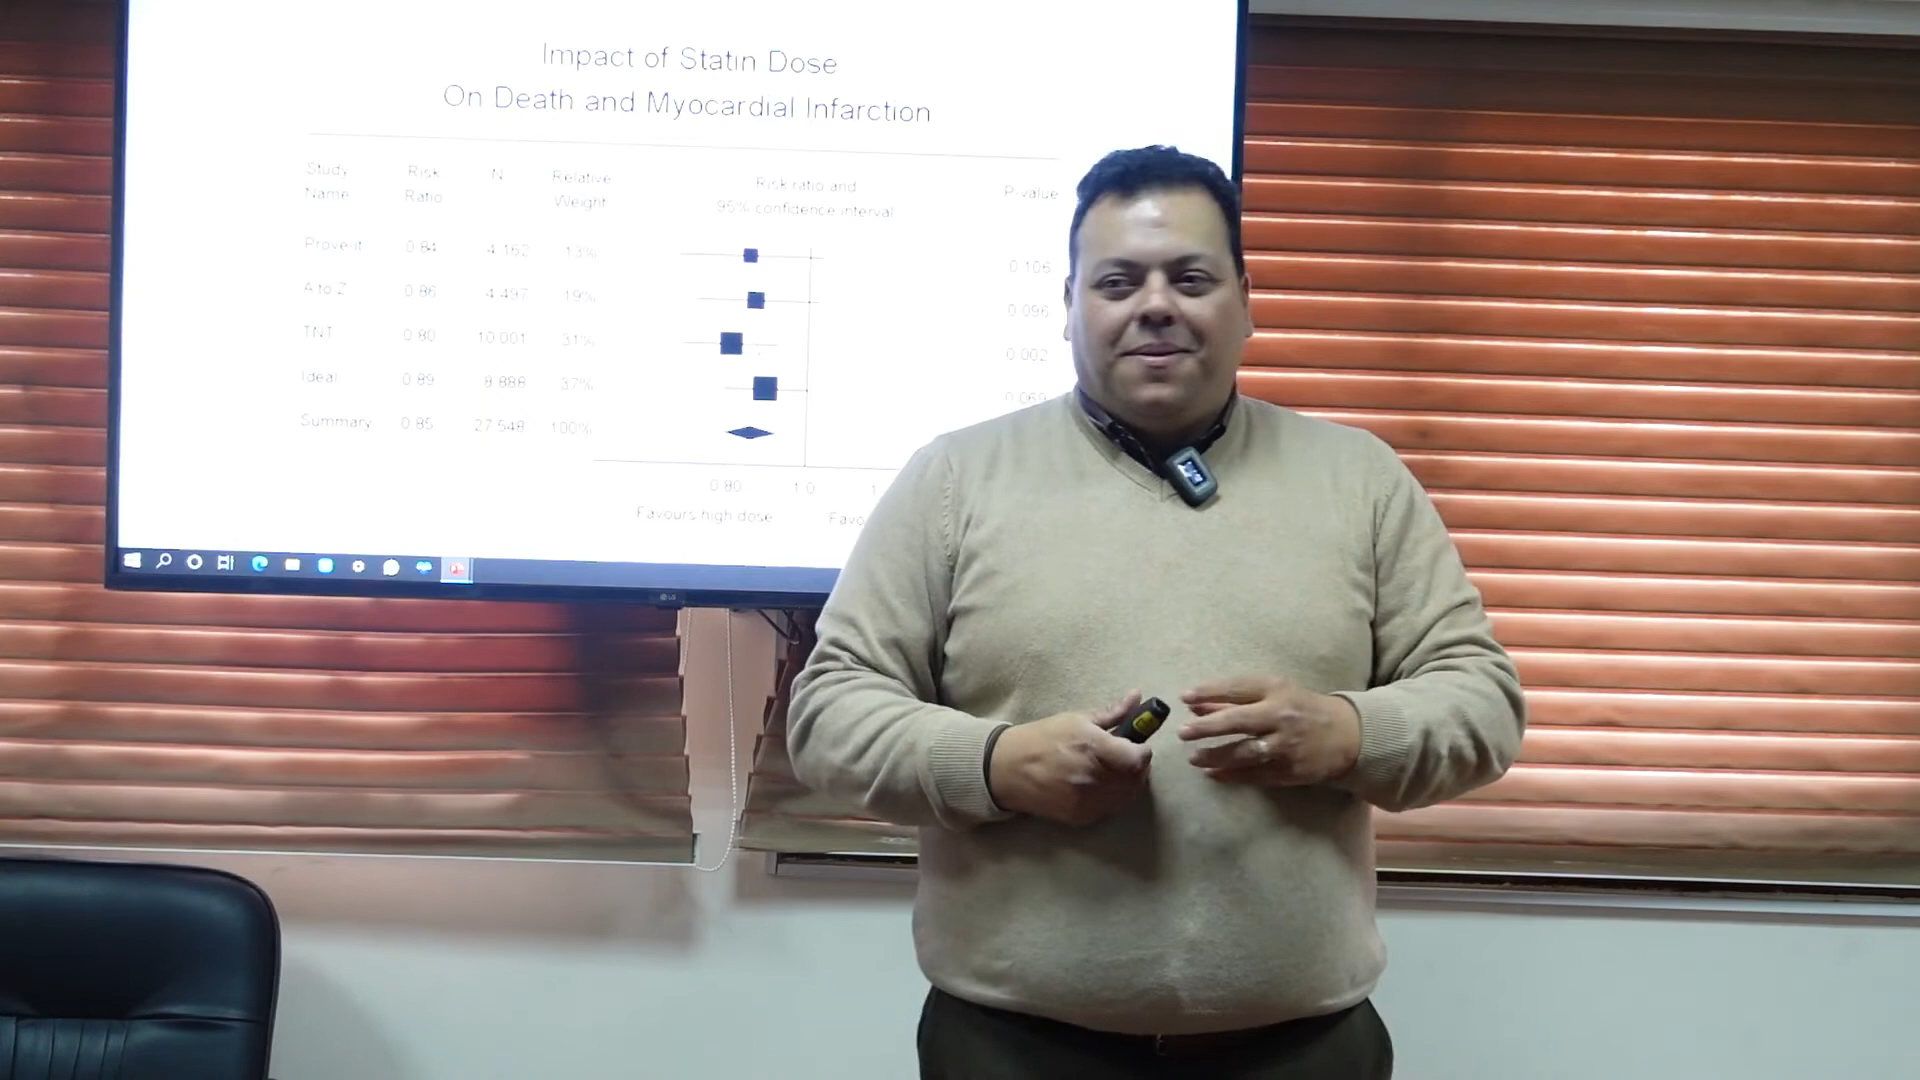 Impact of Statin Dose
On Death and Myocardial Infarction
Study Name Risk Ratio N Relative Weight Risk ratio and 95% confidence interval P-value
Prove-it 0.84 4.162 13% 0.106
A to Z 0.86 4.497 19% 0.096
TNT 0.80 10.001 31% 0.002
Ideal 0.89 8.888 37% 0.069
Summary 0.85 27.548 100%
0.80 1.0
Favours high dose
LG